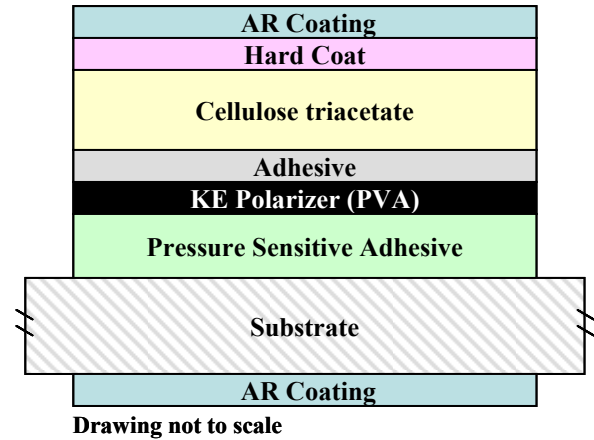 AR Coating
Hard Coat
Cellulose triacetate
Adhesive
KE Polarizer (PVA)
Pressure Sensitive Adhesive
Substrate
AR Coating
Drawing not to scale